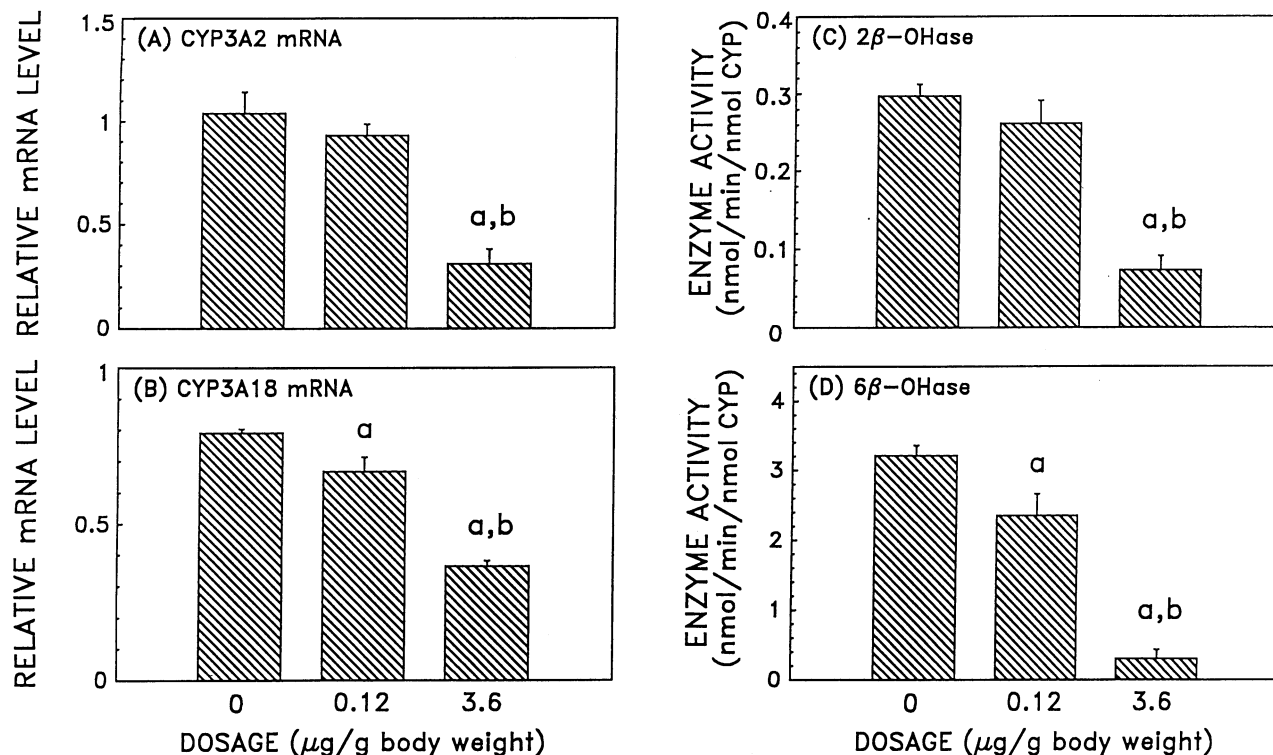 RELATIVE mRNA LEVEL
1.5
1
0.5
0
(A) CYP3A2 mRNA
a,b
ENZYME ACTIVITY
(nmol/min/nmol CYP)
0.4
0.3
0.2
0.1
0
(C) 2β-OHase
a,b
RELATIVE mRNA LEVEL
1
0.5
0
(B) CYP3A18 mRNA
a
a,b
0 0.12 3.6
DOSAGE (μg/g body weight)
ENZYME ACTIVITY
(nmol/min/nmol CYP)
4
3
2
1
0
(D) 6β-OHase
a
a,b
0 0.12 3.6
DOSAGE (μg/g body weight)